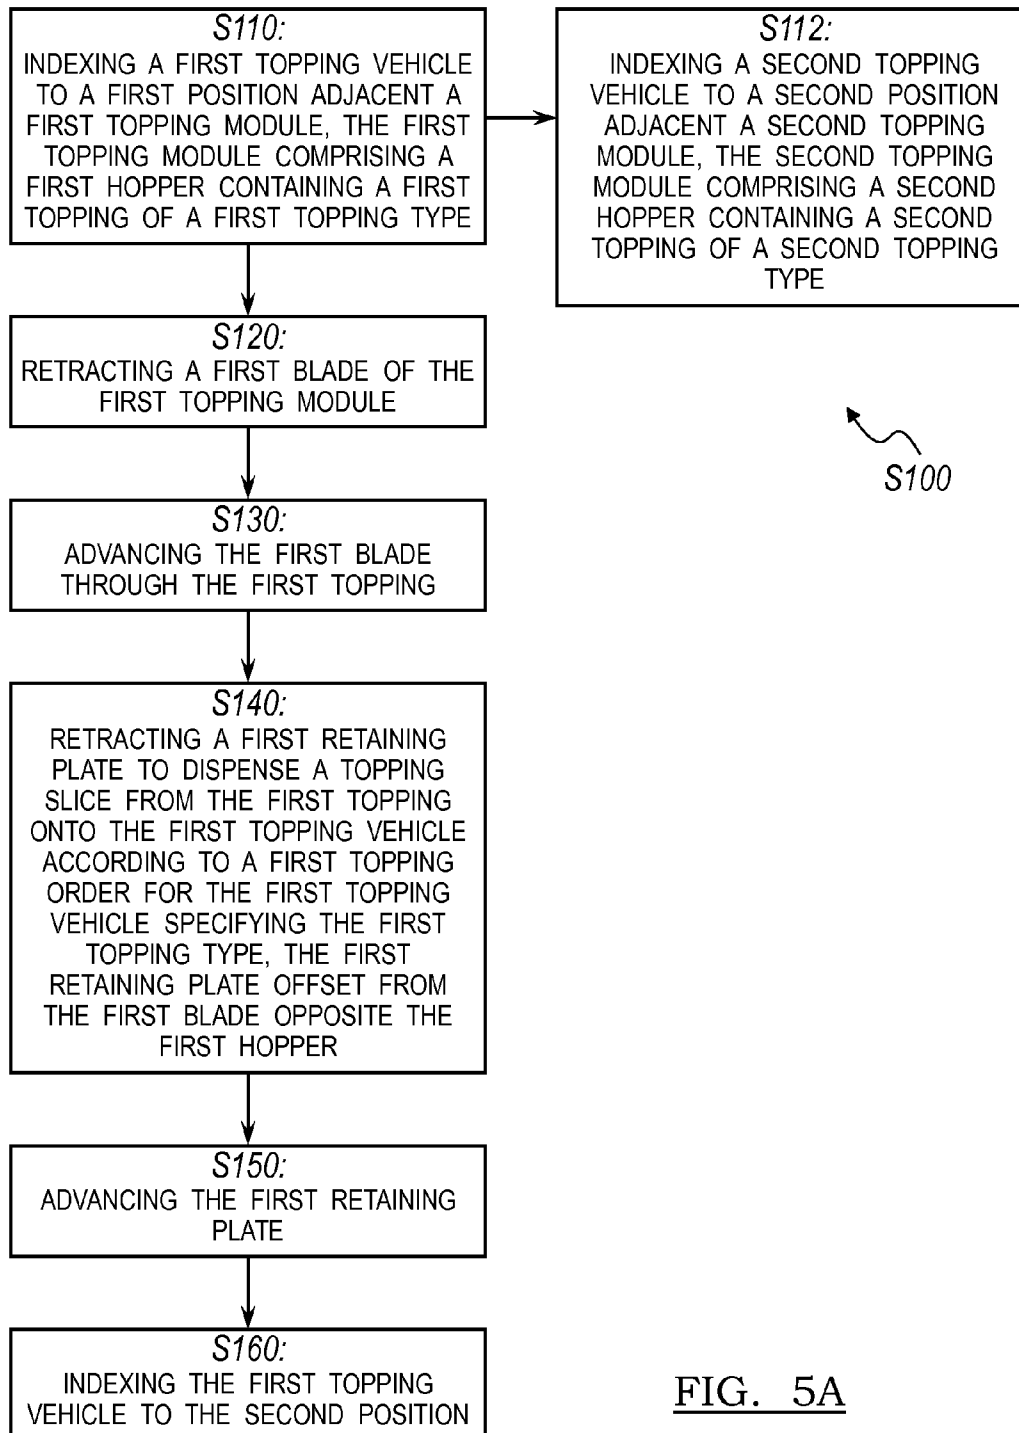 S110:
INDEXING A FIRST TOPPING VEHICLE
TO A FIRST POSITION ADJACENT A
FIRST TOPPING MODULE, THE FIRST
TOPPING MODULE COMPRISING A
FIRST HOPPER CONTAINING A FIRST
TOPPING OF A FIRST TOPPING TYPE
S112:
INDEXING A SECOND TOPPING
VEHICLE TO A SECOND POSITION
ADJACENT A SECOND TOPPING
MODULE, THE SECOND TOPPING
MODULE COMPRISING A SECOND
HOPPER CONTAINING A SECOND
TOPPING OF A SECOND TOPPING
TYPE
S120:
RETRACTING A FIRST BLADE OF THE
FIRST TOPPING MODULE
S100
S130:
ADVANCING THE FIRST BLADE
THROUGH THE FIRST TOPPING
S140:
RETRACTING A FIRST RETAINING
PLATE TO DISPENSE A TOPPING
SLICE FROM THE FIRST TOPPING
ONTO THE FIRST TOPPING VEHICLE
ACCORDING TO A FIRST TOPPING
ORDER FOR THE FIRST TOPPING
VEHICLE SPECIFYING THE FIRST
TOPPING TYPE, THE FIRST
RETAINING PLATE OFFSET FROM
THE FIRST BLADE OPPOSITE THE
FIRST HOPPER
S150:
ADVANCING THE FIRST RETAINING
PLATE
S160:
INDEXING THE FIRST TOPPING
VEHICLE TO THE SECOND POSITION
FIG. 5A